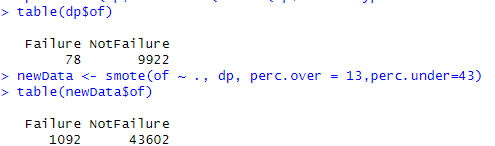 > table(dp$of)
Failure NotFailure
78 9922
> newData <- smote(of ~ ., dp, perc.over = 13,perc.under=43)
> table(newData$of)
Failure NotFailure
1092 43602